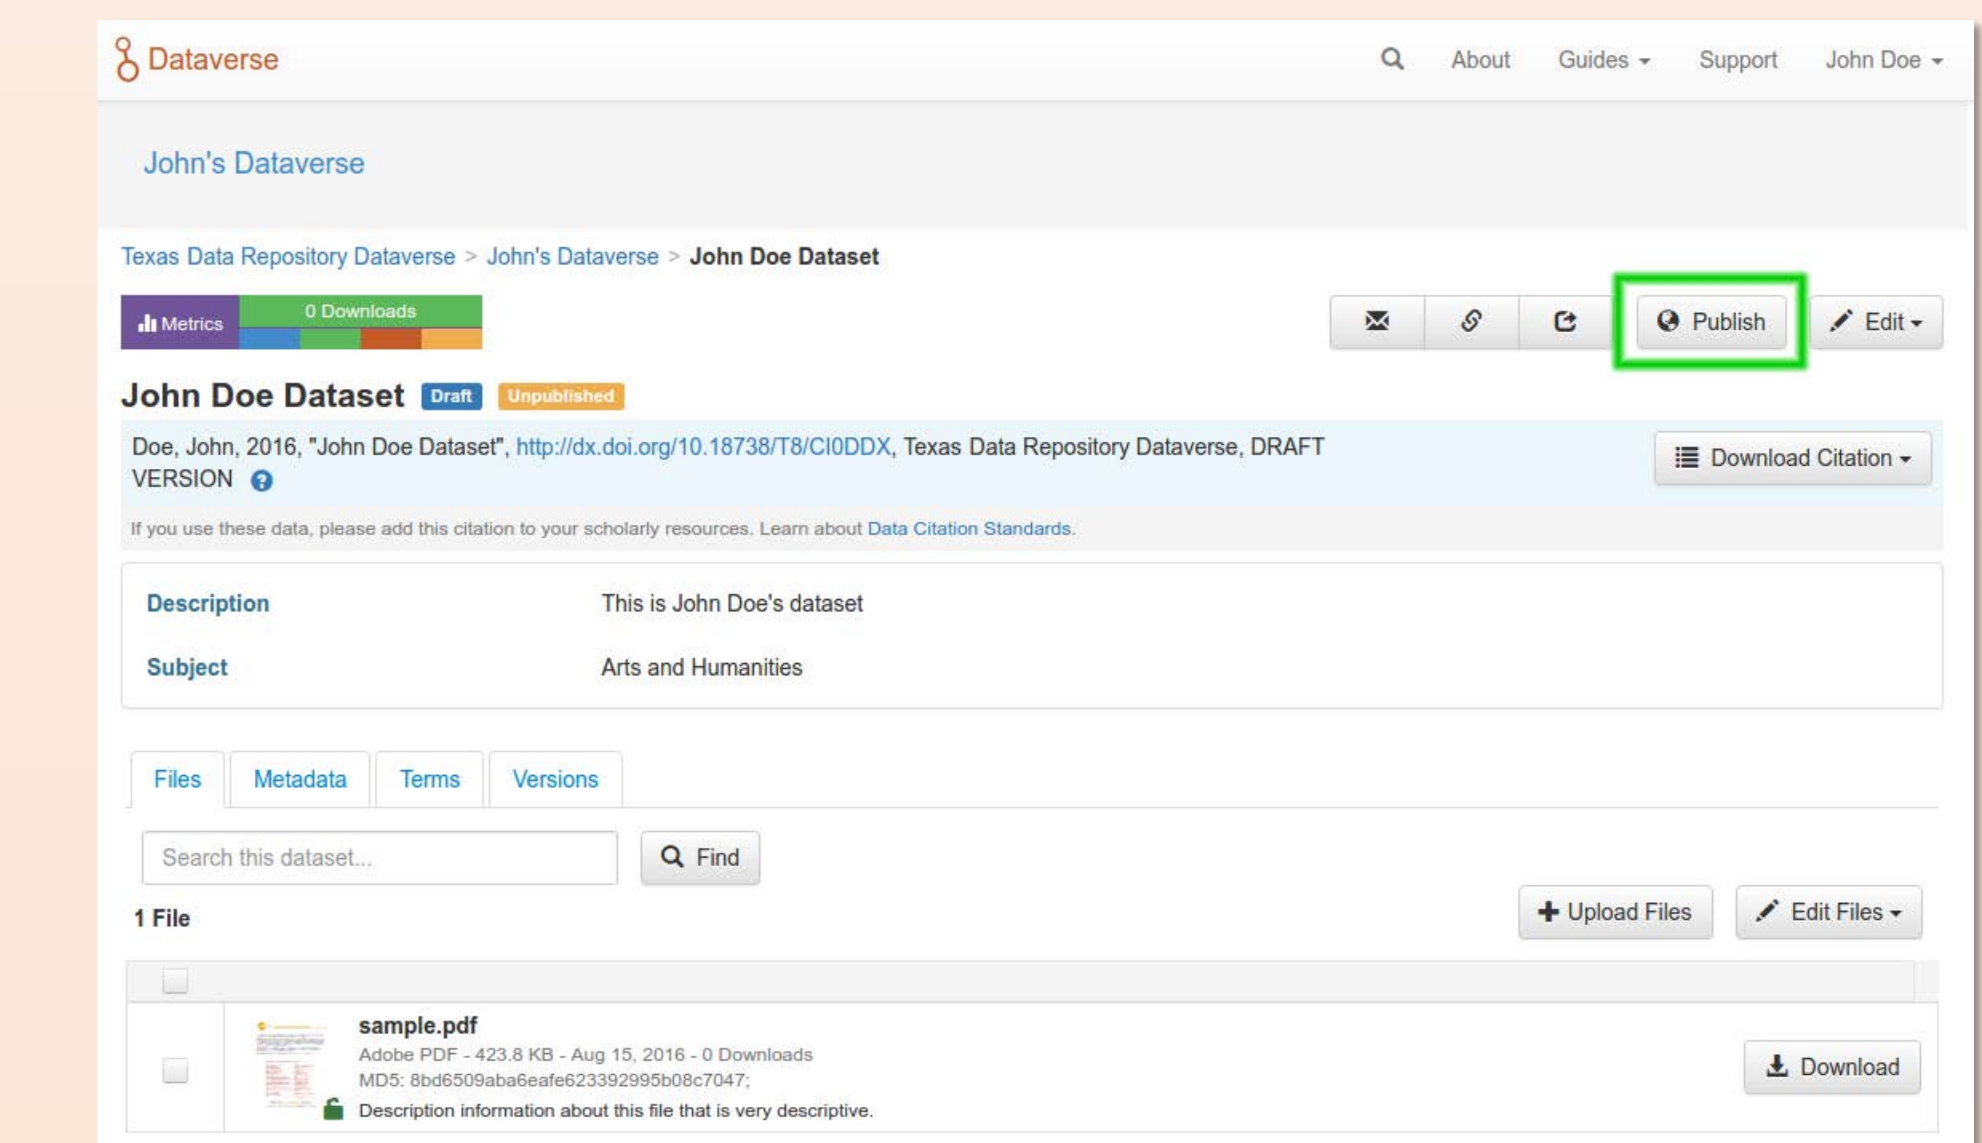 Dataverse
About Guides Support John Doe
John's Dataverse
Texas Data Repository Dataverse > John's Dataverse > John Doe Dataset
Metrics 0 Downloads
Publish Edit
John Doe Dataset Draft Unpublished
Doe, John, 2016, "John Doe Dataset", http://dx.doi.org/10.18738/T8/CI0DDX, Texas Data Repository Dataverse, DRAFT
VERSION ?
Download Citation
If you use these data, please add this citation to your scholarly resources. Learn about Data Citation Standards.
Description This is John Doe's dataset
Subject Arts and Humanities
Files Metadata Terms Versions
Search this dataset... Find
1 File
Upload Files Edit Files
sample.pdf
Adobe PDF - 423.8 KB - Aug 15, 2016 - 0 Downloads
MD5: 8bd6509aba6eafe623392995b08c7047;
Description information about this file that is very descriptive.
Download